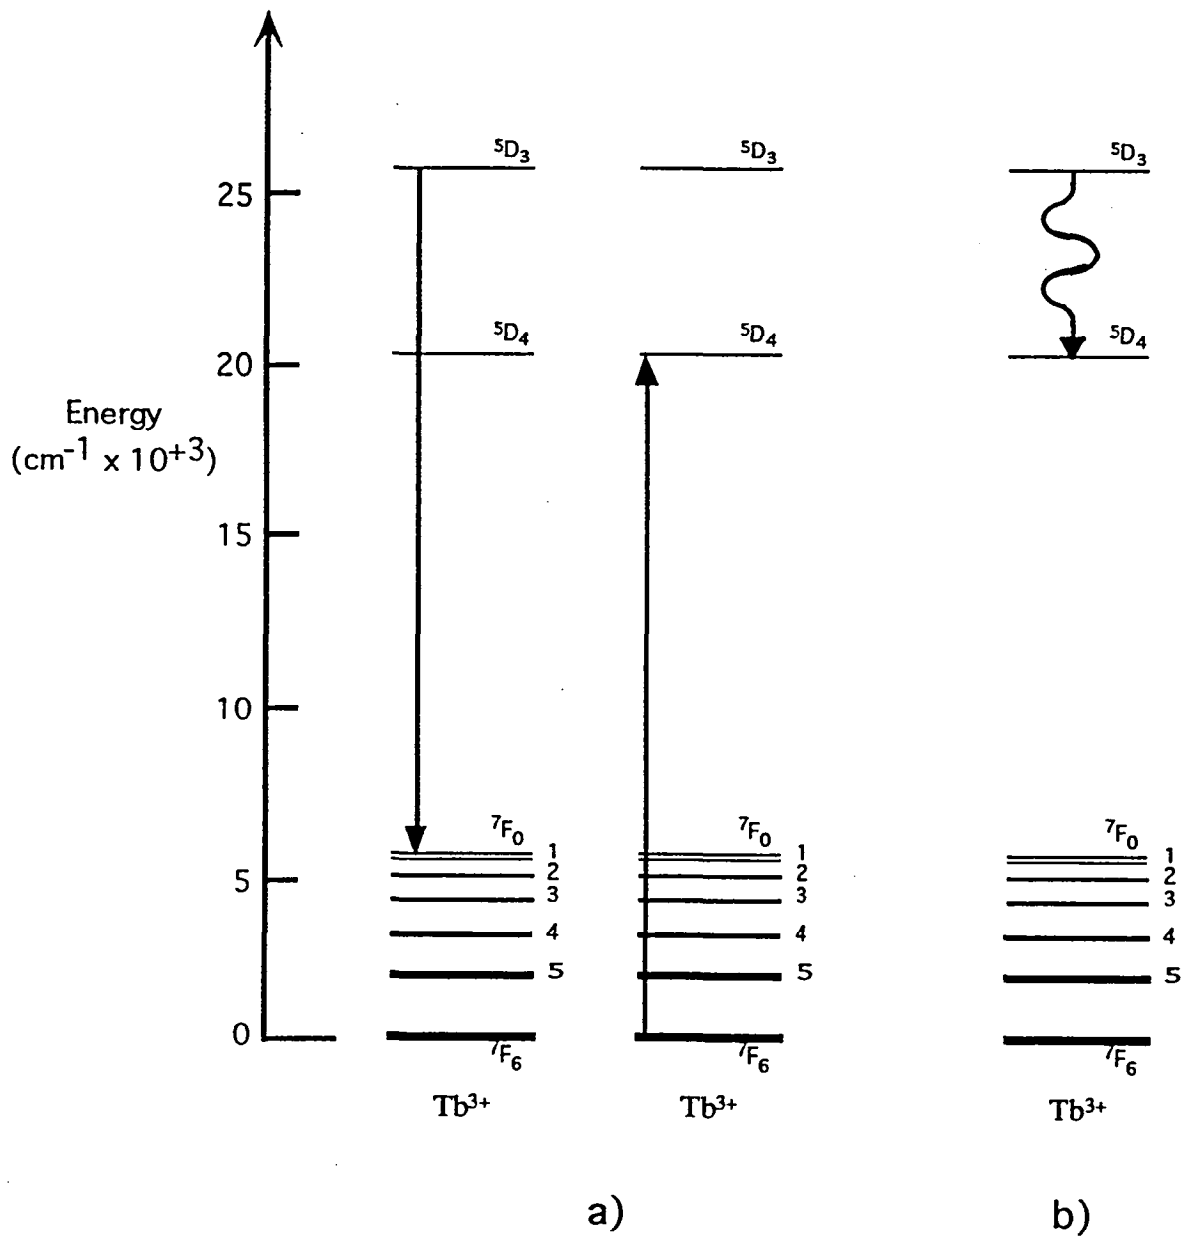 ⁵D₃ ⁵D₃ ⁵D₃
25
⁵D₄ ⁵D₄ ⁵D₄
20
Energy
(cm⁻¹ x 10⁺³)
15
10
⁷F₀ ⁷F₀ ⁷F₀
1 1 1
5 2 2 2
3 3 3
4 4 4
5 5 5
0
⁷F₆ ⁷F₆ ⁷F₆
Tb³⁺ Tb³⁺ Tb³⁺
a) b)